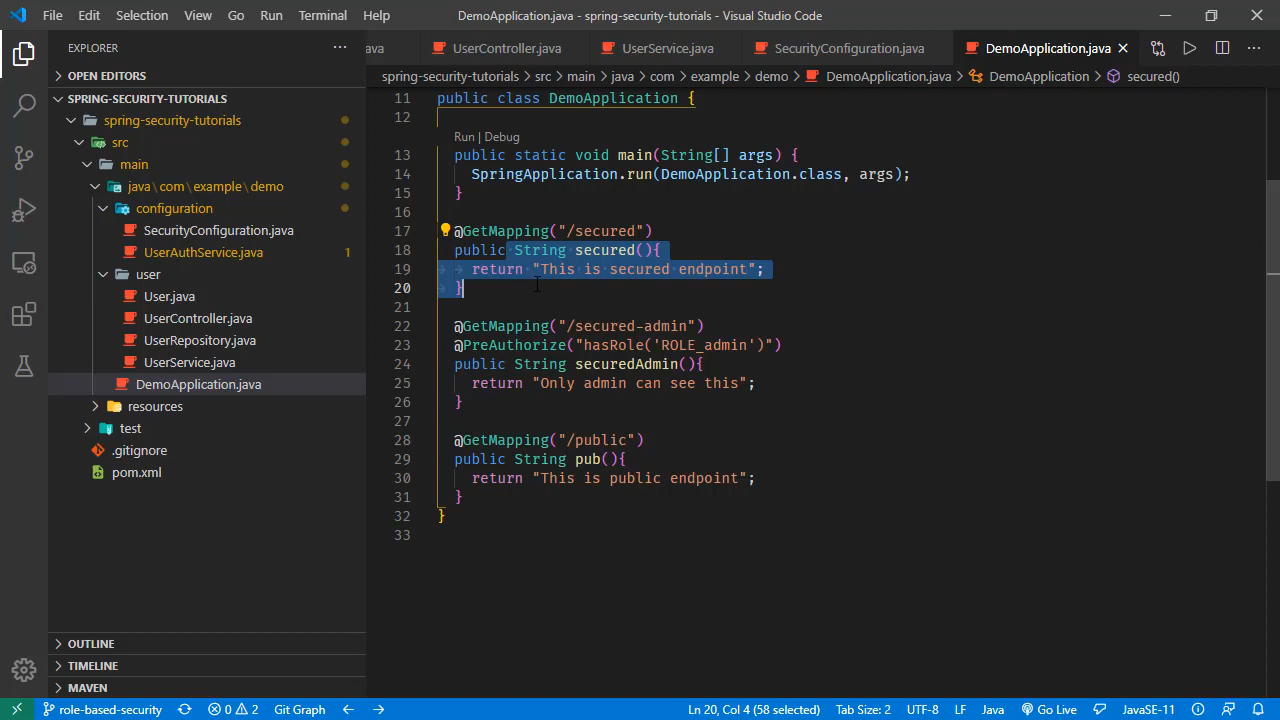 File Edit Selection View Go Run Terminal Help DemoApplication.java - spring-security-tutorials - Visual Studio Code
EXPLORER
ava UserController.java UserService.java SecurityConfiguration.java DemoApplication.java
OPEN EDITORS
SPRING-SECURITY-TUTORIALS
spring-security-tutorials
src
main
java\com\example\demo
configuration
SecurityConfiguration.java
UserAuthService.java 1
user
User.java
UserController.java
UserRepository.java
UserService.java
DemoApplication.java
resources
test
.gitignore
pom.xml
OUTLINE
TIMELINE
MAVEN
spring-security-tutorials > src > main > java > com > example > demo > DemoApplication.java > DemoApplication > secured()
11 public class DemoApplication {
12
Run | Debug
13 public static void main(String[] args) {
14 SpringApplication.run(DemoApplication.class, args);
15 }
16
17 @GetMapping("/secured")
18 public String secured(){
19 return "This is secured endpoint";
20 }
21
22 @GetMapping("/secured-admin")
23 @PreAuthorize("hasRole('ROLE_admin')")
24 public String securedAdmin(){
25 return "Only admin can see this";
26 }
27
28 @GetMapping("/public")
29 public String pub(){
30 return "This is public endpoint";
31 }
32 }
33
role-based-security 0 2 Git Graph Ln 20, Col 4 (58 selected) Tab Size: 2 UTF-8 LF Java Go Live JavaSE-11